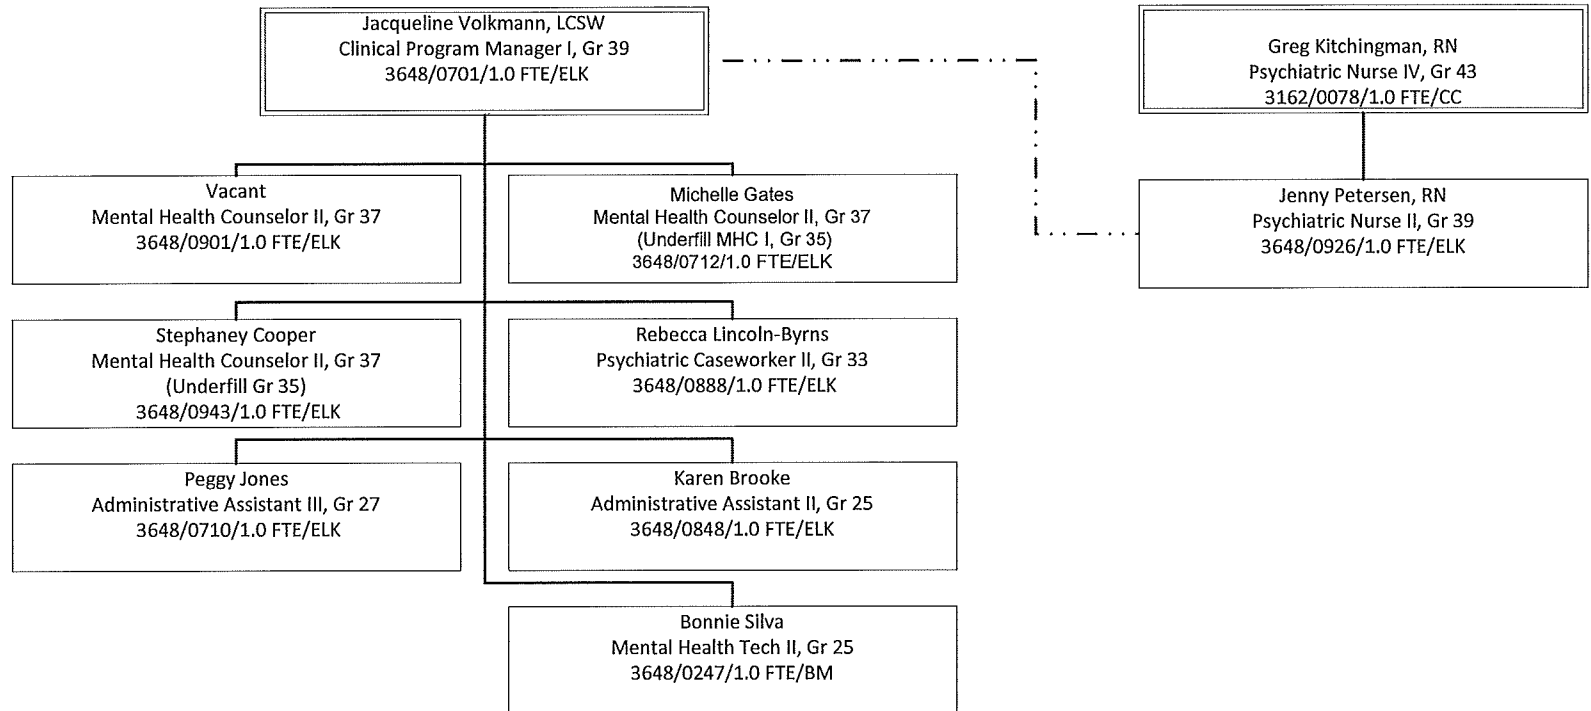 Jacqueline Volkmann, LCSW
Clinical Program Manager I, Gr 39
3648/0701/1.0 FTE/ELK
Greg Kitchingman, RN
Psychiatric Nurse IV, Gr 43
3162/0078/1.0 FTE/CC
Vacant
Mental Health Counselor II, Gr 37
3648/0901/1.0 FTE/ELK
Michelle Gates
Mental Health Counselor II, Gr 37
(Underfill MHC I, Gr 35)
3648/0712/1.0 FTE/ELK
Jenny Petersen, RN
Psychiatric Nurse II, Gr 39
3648/0926/1.0 FTE/ELK
Stephaney Cooper
Mental Health Counselor II, Gr 37
(Underfill Gr 35)
3648/0943/1.0 FTE/ELK
Rebecca Lincoln-Byrns
Psychiatric Caseworker II, Gr 33
3648/0888/1.0 FTE/ELK
Peggy Jones
Administrative Assistant III, Gr 27
3648/0710/1.0 FTE/ELK
Karen Brooke
Administrative Assistant II, Gr 25
3648/0848/1.0 FTE/ELK
Bonnie Silva
Mental Health Tech II, Gr 25
3648/0247/1.0 FTE/BM